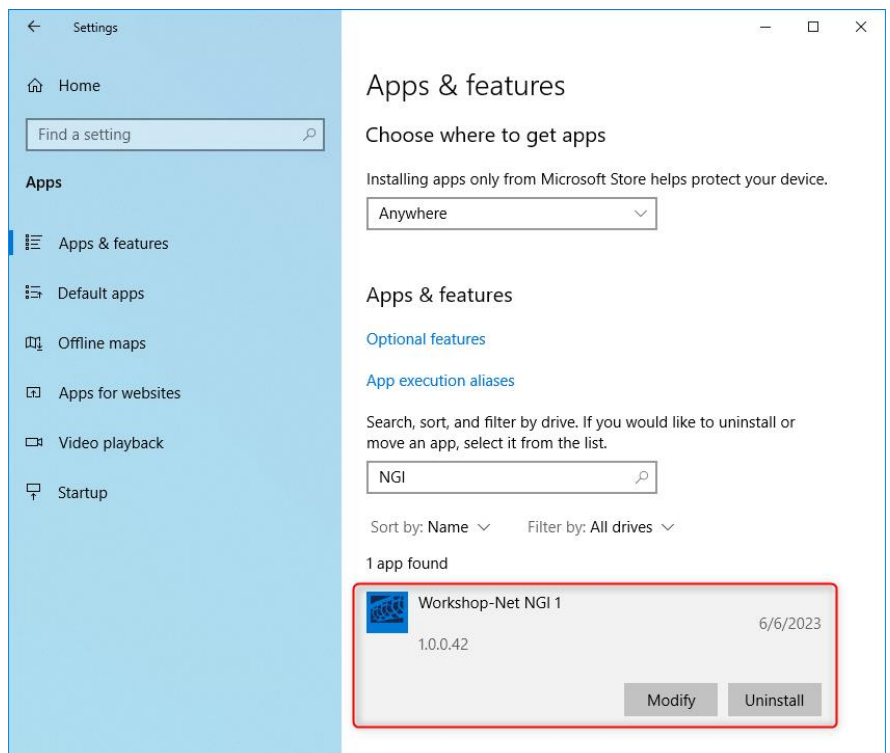 Settings
Home
Find a setting
Apps
Apps & features
Default apps
Offline maps
Apps for websites
Video playback
Startup
Apps & features
Choose where to get apps
Installing apps only from Microsoft Store helps protect your device.
Anywhere
Apps & features
Optional features
App execution aliases
Search, sort, and filter by drive. If you would like to uninstall or
move an app, select it from the list.
NGI
Sort by: Name Filter by: All drives
1 app found
Workshop-Net NGI 1
6/6/2023
1.0.0.42
Modify Uninstall